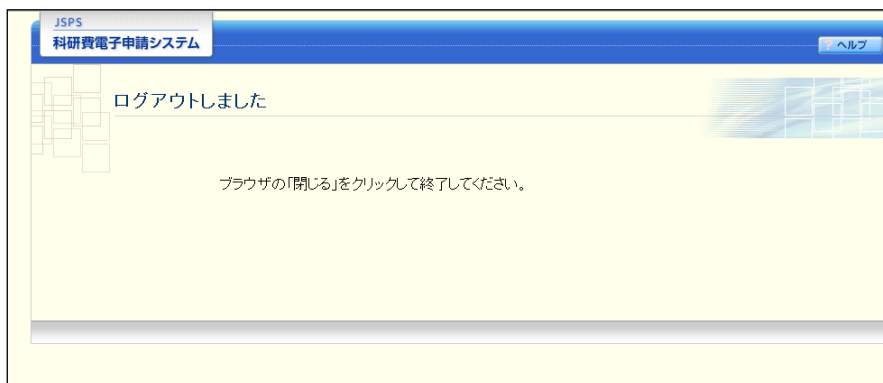 JSPS
科研費電子申請システム
? ヘルプ
ログアウトしました
ブラウザの「閉じる」をクリックして終了してください。